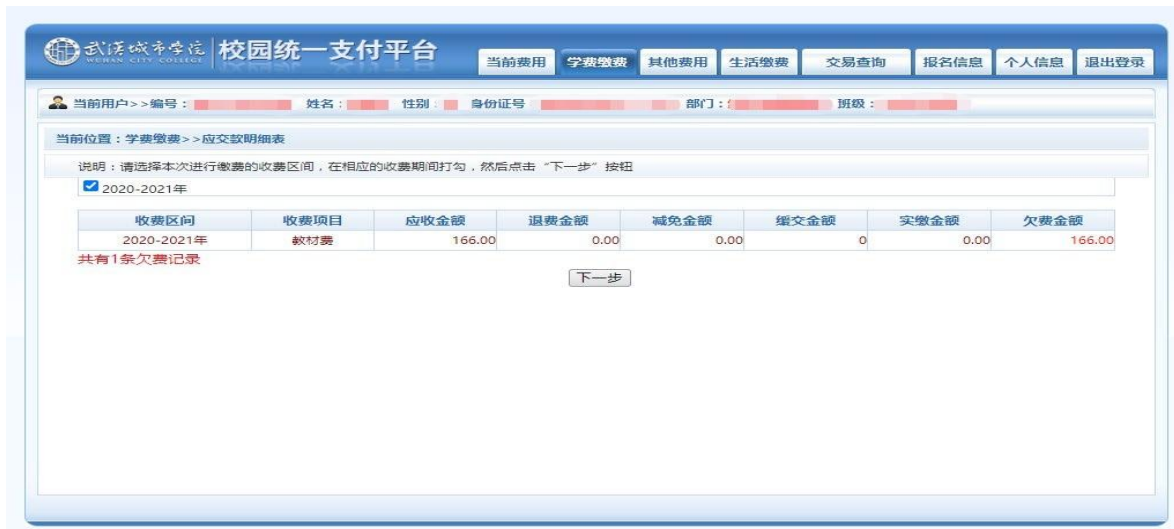 武汉城市学院 校园统一支付平台
WUHAN CITY COLLEGE
当前费用 学费缴费 其他费用 生活缴费 交易查询 报名信息 个人信息 退出登录
当前用户>>编号： 姓名： 性别： 身份证号 部门： 班级：
当前位置：学费缴费>>应交款明细表
说明：请选择本次进行缴费的收费区间，在相应的收费期间打勾，然后点击“下一步”按钮
2020-2021年
收费区间 收费项目 应收金额 退费金额 减免金额 缓交金额 实缴金额 欠费金额
2020-2021年 教材费 166.00 0.00 0.00 0 0.00 166.00
共有1条欠费记录
下一步